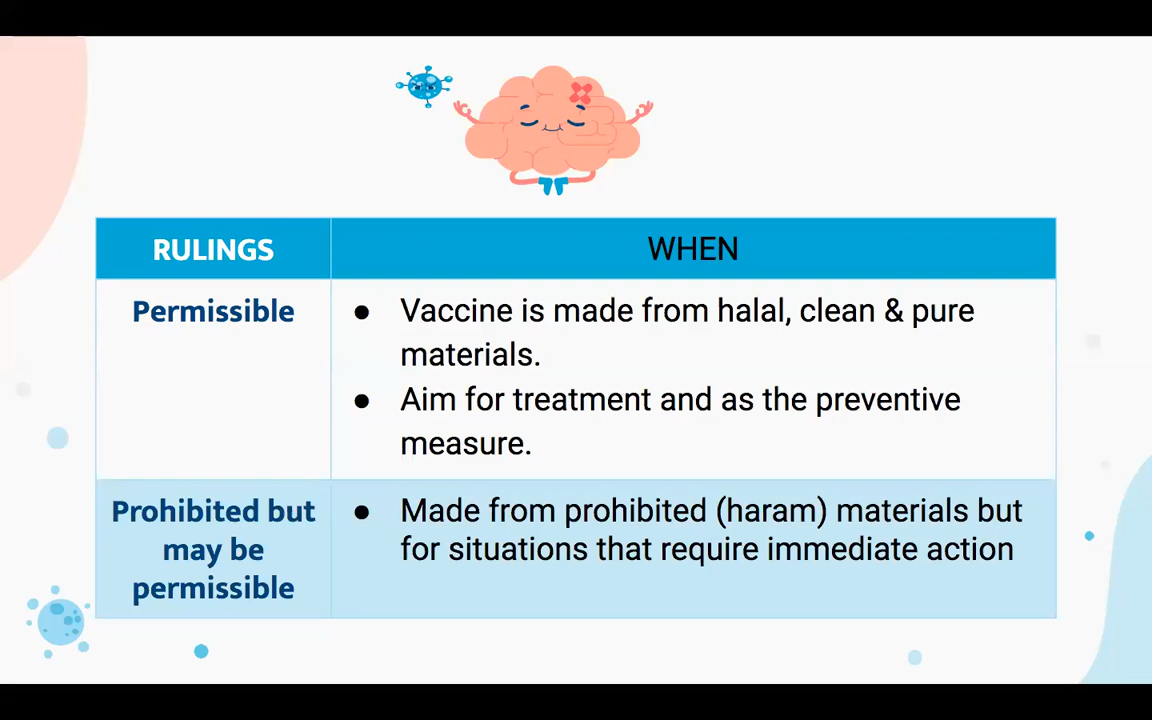 RULINGS
WHEN
Permissible
● Vaccine is made from halal, clean & pure
materials.
● Aim for treatment and as the preventive
measure.
Prohibited but
may be
permissible
● Made from prohibited (haram) materials but
for situations that require immediate action